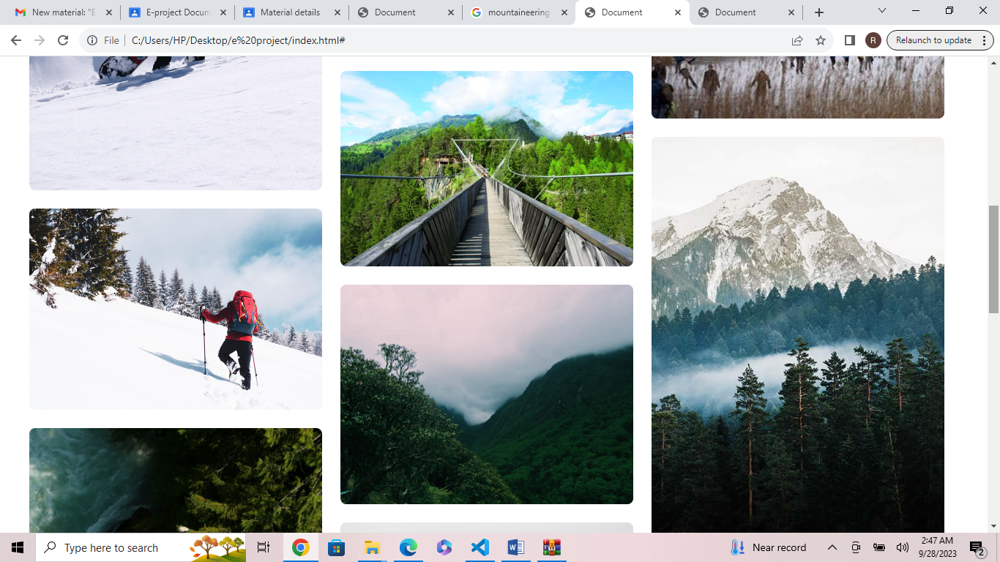 New material: "E
E-project Docum
Material details
Document
mountaineering
Document
Document
File
C:/Users/HP/Desktop/e%20project/index.html#
R
Relaunch to update
Type here to search
Near record
2:47 AM
9/28/2023
2